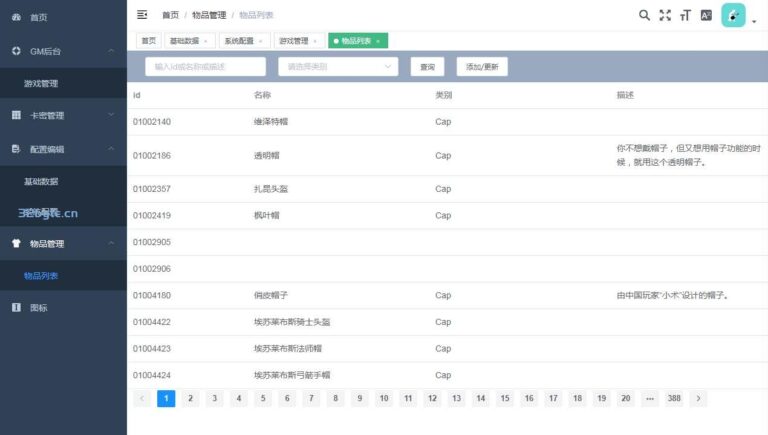 首页
GM后台
游戏管理
卡密管理
配置编辑
基础数据
物品管理
物品列表
图标
首页 / 物品管理 / 物品列表
首页 基础数据 × 系统配置 × 游戏管理 × 物品列表 ×
输入id或名称或描述 请选择类别 查询 添加/更新
id 名称 类别 描述
01002140 维泽特帽 Cap
01002186 透明帽 Cap 你不想戴帽子，但又想用帽子功能的时
候，就用这个透明帽子。
01002357 扎昆头盔 Cap
01002419 枫叶帽 Cap
01002905
01002906
01004180 俏皮帽子 Cap 由中国玩家“小术”设计的帽子。
01004422 埃苏莱布斯骑士头盔 Cap
01004423 埃苏莱布斯法师帽 Cap
01004424 埃苏莱布斯弓箭手帽 Cap
< 1 2 3 4 5 6 7 8 9 10 11 12 13 14 15 16 17 18 19 20 ••• 388 >